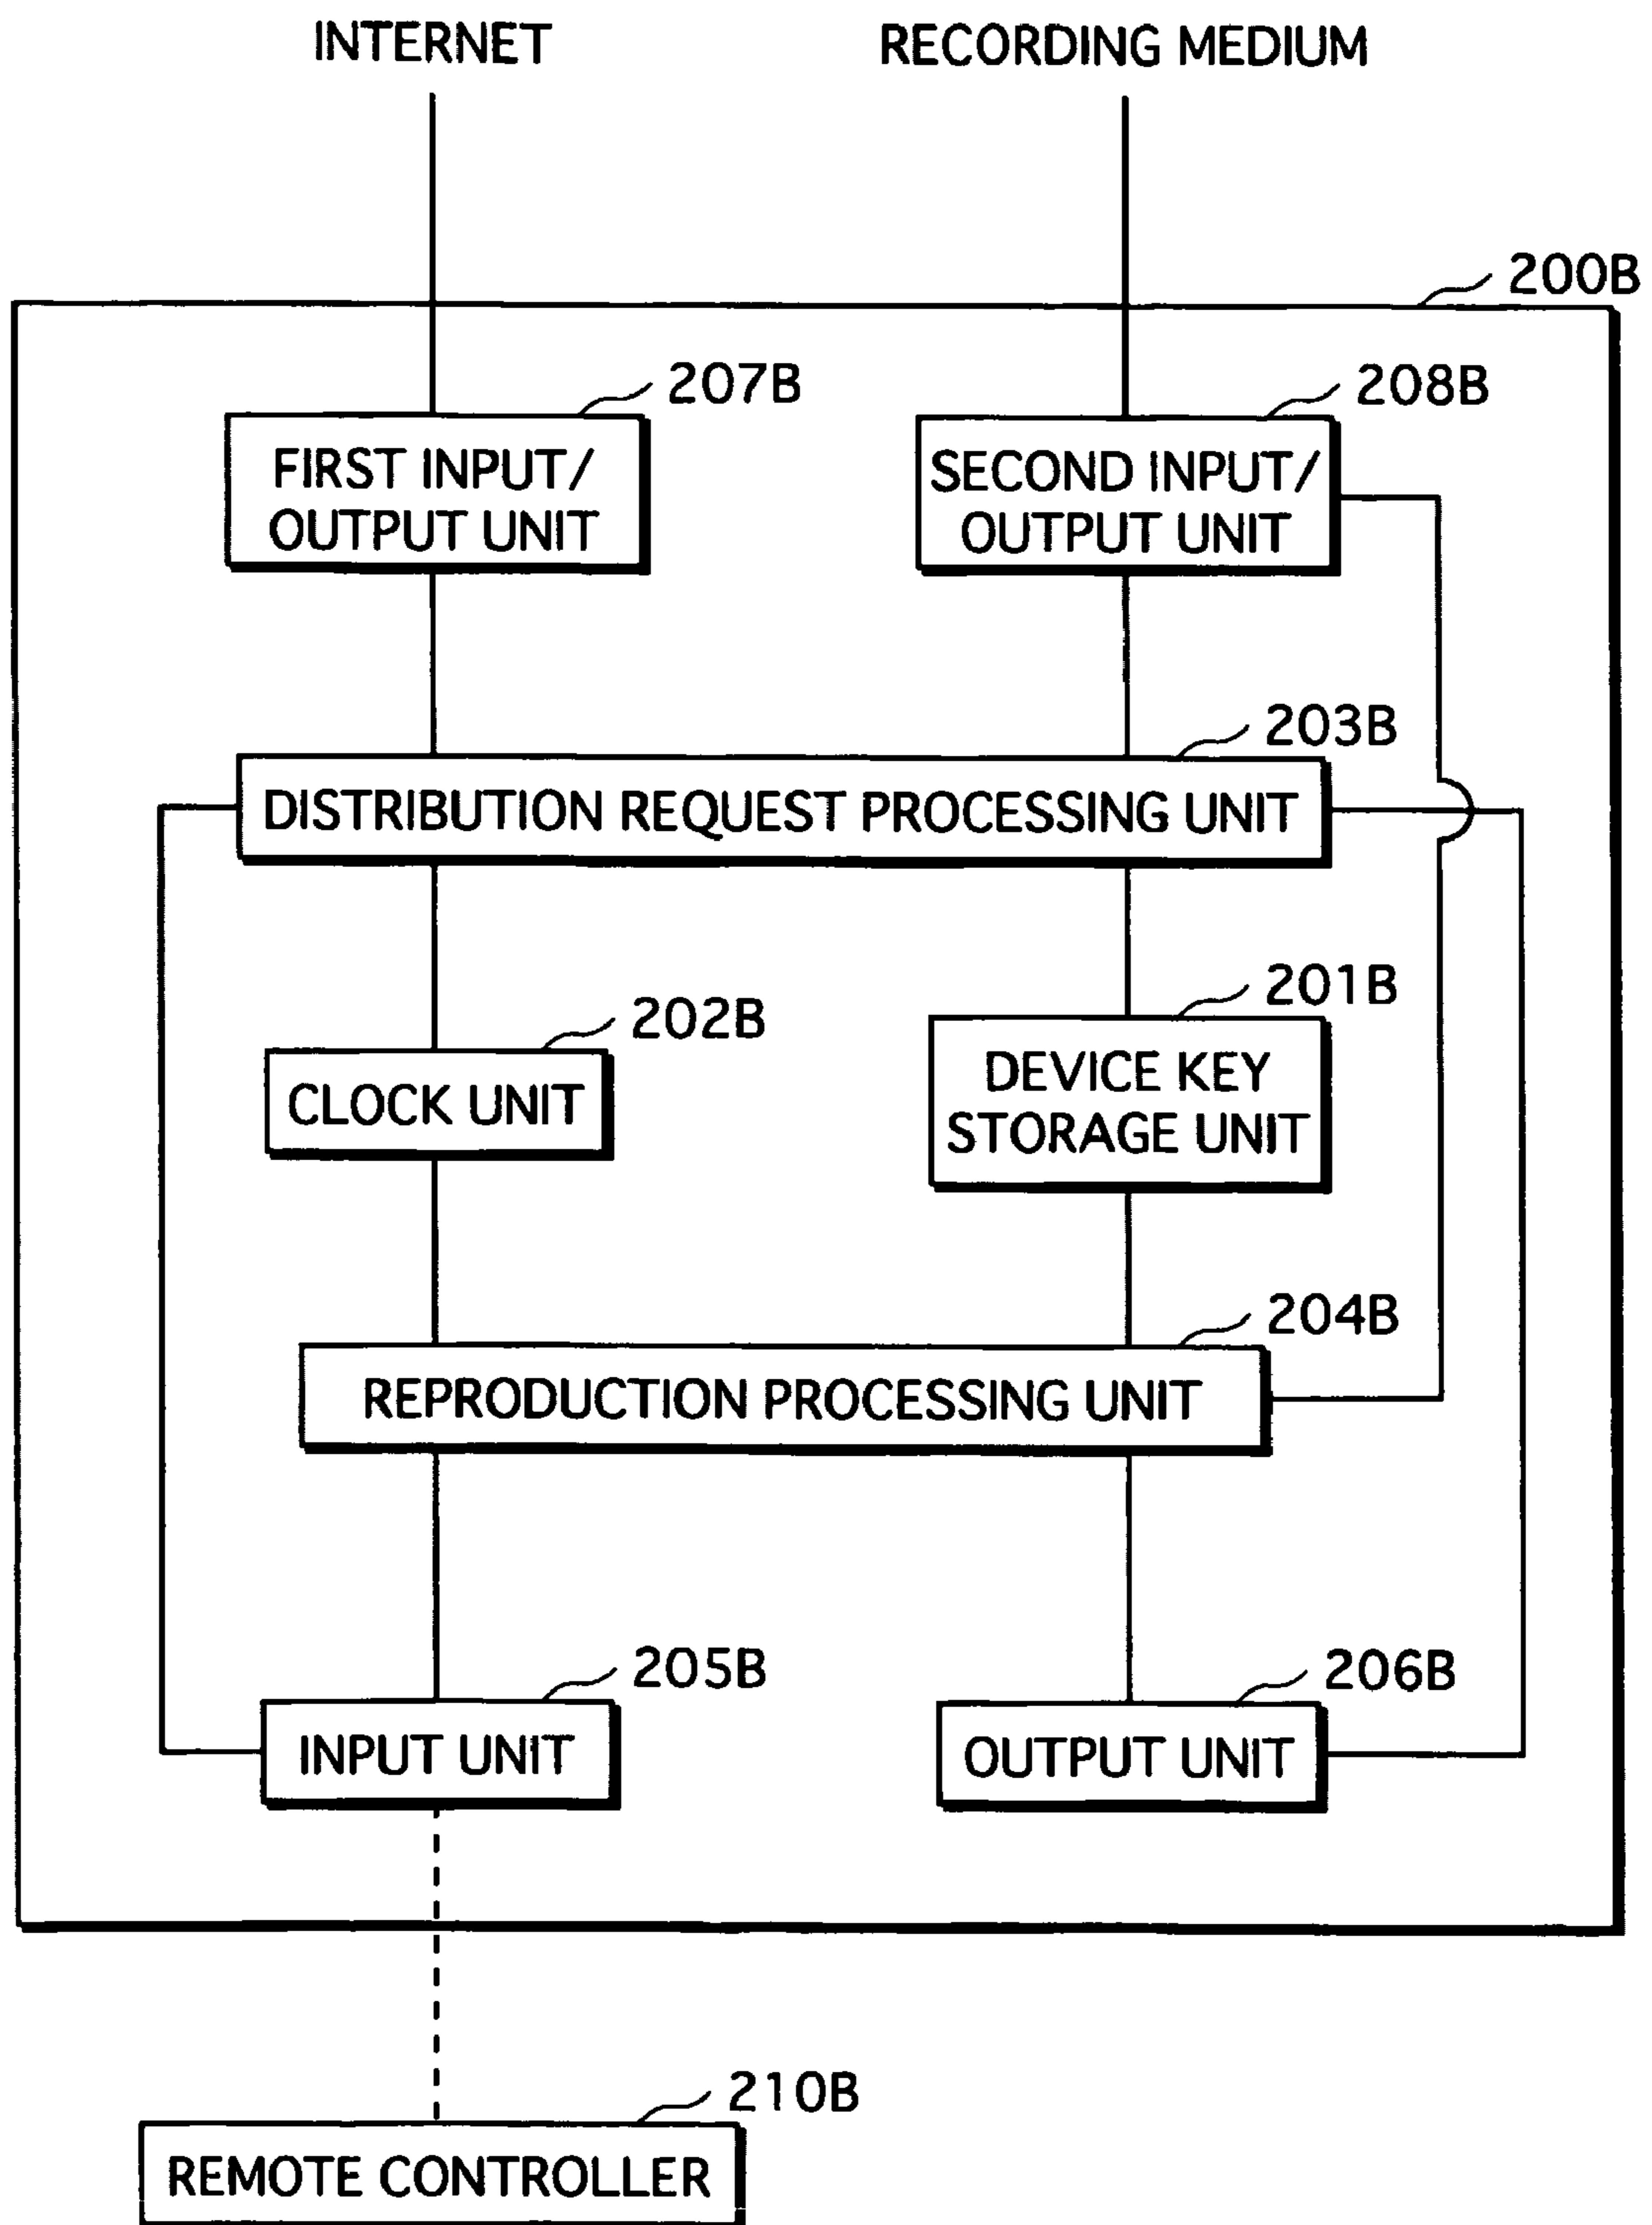 INTERNET
RECORDING MEDIUM
200B
207B
208B
FIRST INPUT/
OUTPUT UNIT
SECOND INPUT/
OUTPUT UNIT
203B
DISTRIBUTION REQUEST PROCESSING UNIT
202B
201B
CLOCK UNIT
DEVICE KEY
STORAGE UNIT
204B
REPRODUCTION PROCESSING UNIT
205B
206B
INPUT UNIT
OUTPUT UNIT
210B
REMOTE CONTROLLER